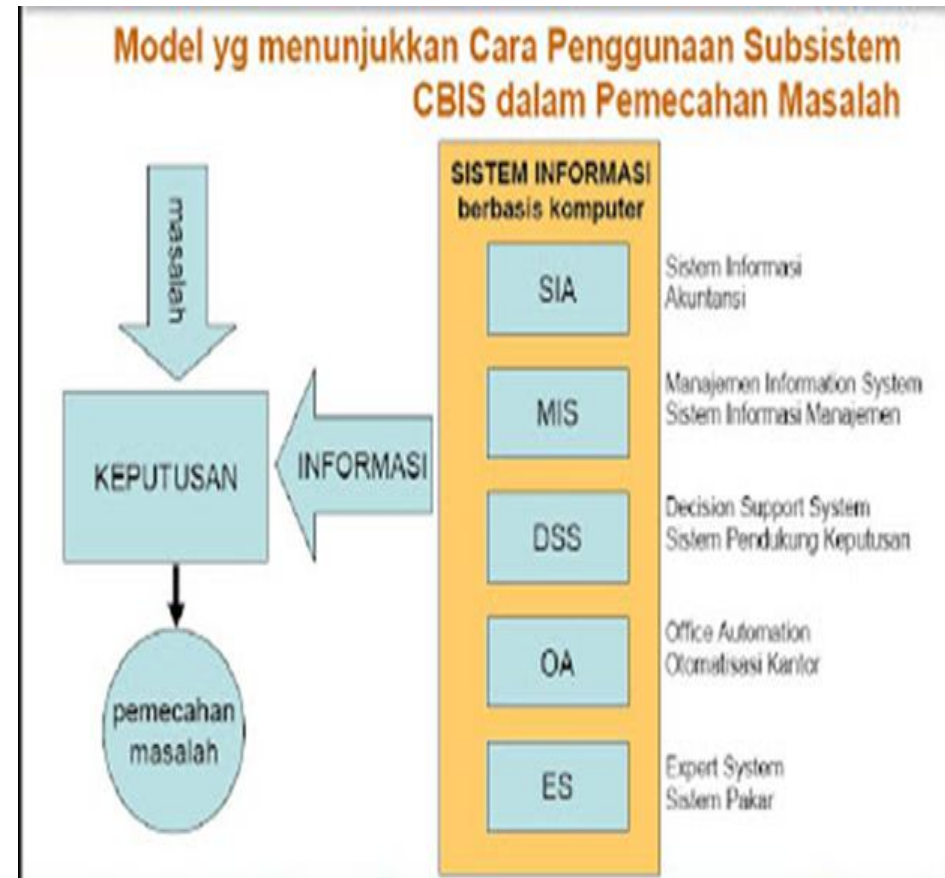 Model yg menunjukkan Cara Penggunaan Subsistem
CBIS dalam Pemecahan Masalah
masalah
KEPUTUSAN
pemecahan
masalah
INFORMASI
SISTEM INFORMASI
berbasis komputer
SIA
Sistem Informasi
Akuntansi
MIS
Manajemen Information System
Sistem Informasi Manajemen
DSS
Decision Support System
Sistem Pendukung Keputusan
OA
Office Automation
Otomatisasi Kantor
ES
Expert System
Sistem Pakar